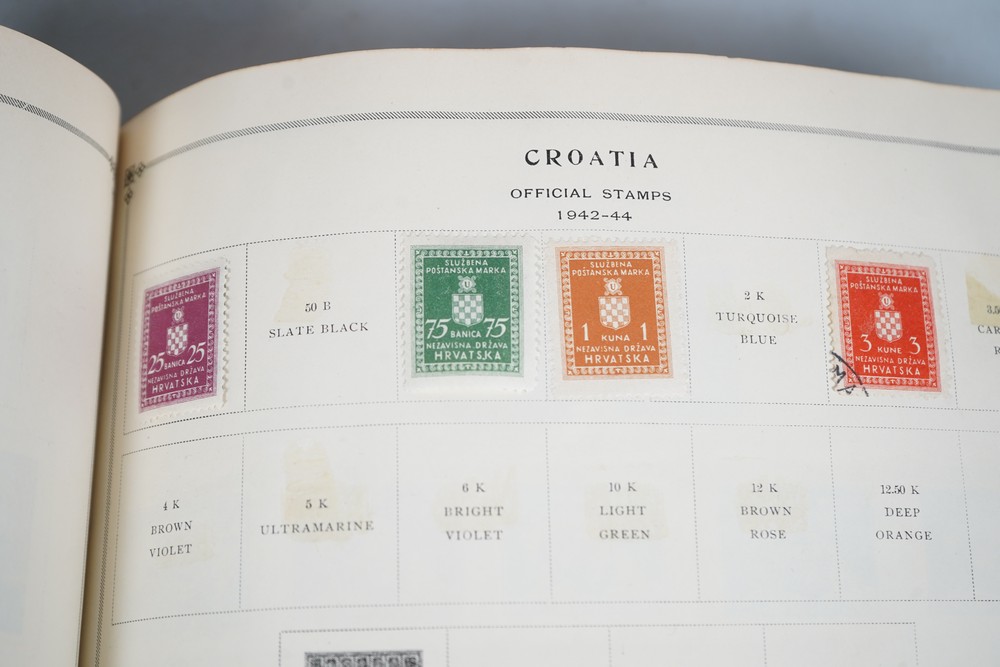 CROATIA
OFFICIAL STAMPS
1942-44
SLUŽBENA
POŠTANSKA MARKA
25 BANICA 25
NEZAVISNA DRŽAVA
HRVATSKA
50 B
SLATE BLACK
SLUŽBENA
POŠTANSKA MARKA
U
75 BANICA 75
NEZAVISNA DRŽAVA
HRVATSKA
SLUŽBENA
POŠTANSKA MARKA
U
1 KUNA 1
NEZAVISNA DRŽAVA
HRVATSKA
2 K
TURQUOISE
BLUE
SLUŽBENA
POŠTANSKA MARKA
U
3 KUNE 3
NEZAVISNA DRŽAVA
HRVATSKA
4 K
BROWN
VIOLET
5 K
ULTRAMARINE
6 K
BRIGHT
VIOLET
10 K
LIGHT
GREEN
12 K
BROWN
ROSE
12.50 K
DEEP
ORANGE